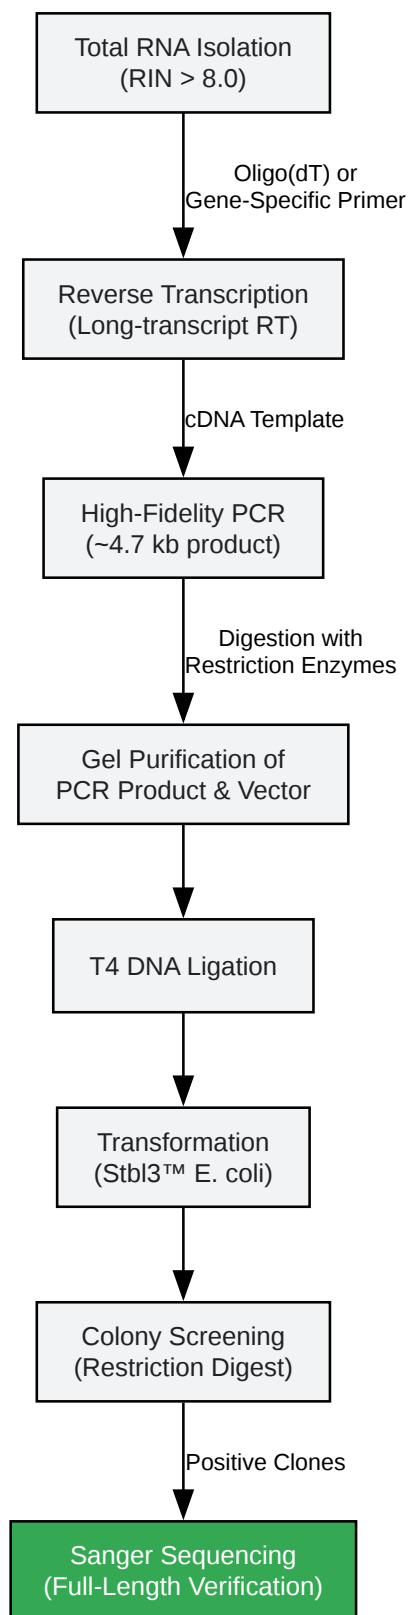 Total RNA Isolation
(RIN > 8.0)
Oligo(dT) or
Gene-Specific Primer
Reverse Transcription
(Long-transcript RT)
cDNA Template
High-Fidelity PCR
(~4.7 kb product)
Digestion with
Restriction Enzymes
Gel Purification of
PCR Product & Vector
T4 DNA Ligation
Transformation
(Stbl3™ E. coli)
Colony Screening
(Restriction Digest)
Positive Clones
Sanger Sequencing
(Full-Length Verification)